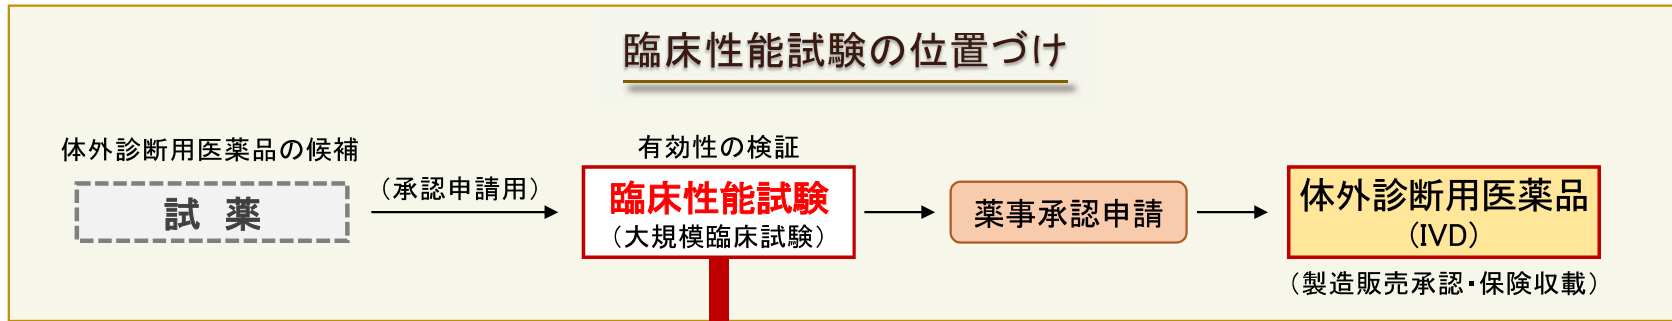 臨床性能試験の位置づけ
体外診断用医薬品の候補
試 薬
（承認申請用）
有効性の検証
臨床性能試験
（大規模臨床試験）
薬事承認申請
体外診断用医薬品
（IVD）
（製造販売承認・保険収載）